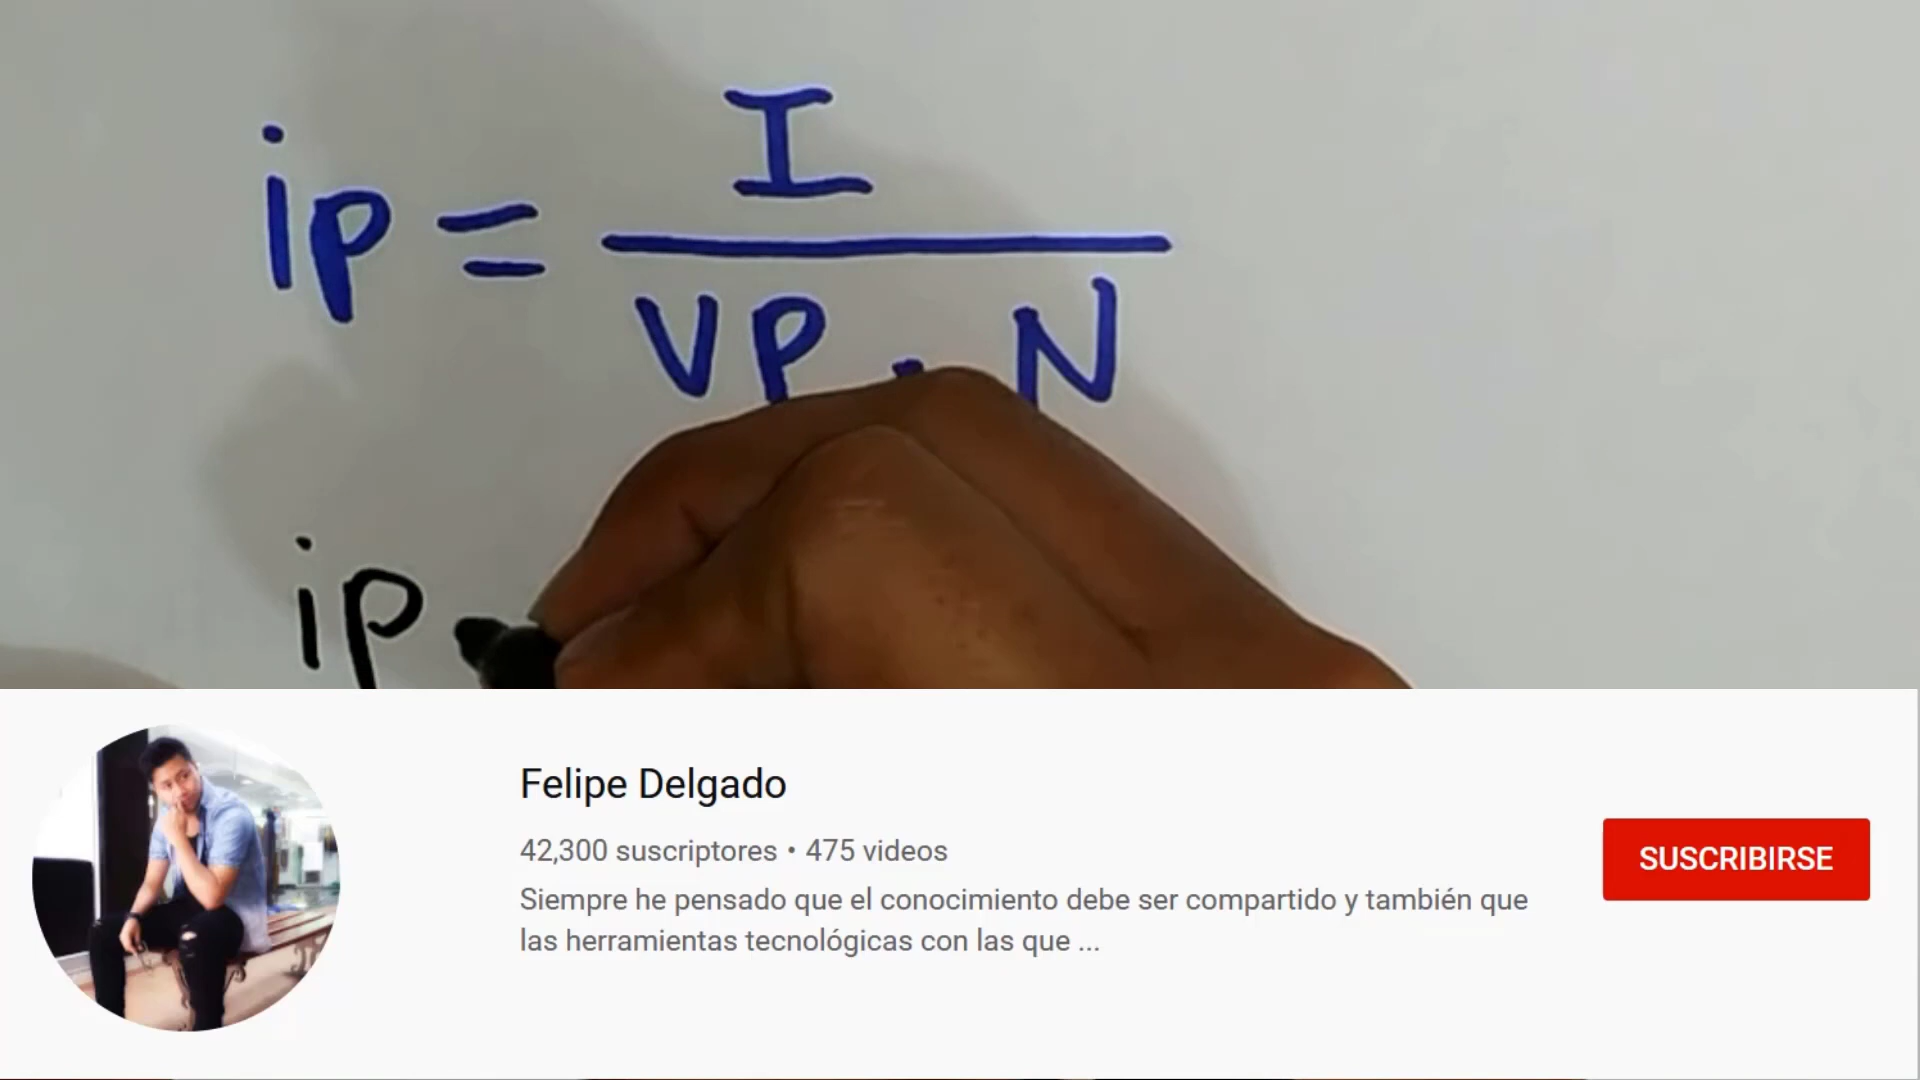 ip = I
VP . N
ip
Felipe Delgado
42,300 suscriptores • 475 videos
Siempre he pensado que el conocimiento debe ser compartido y también que
las herramientas tecnológicas con las que ...
SUSCRIBIRSE